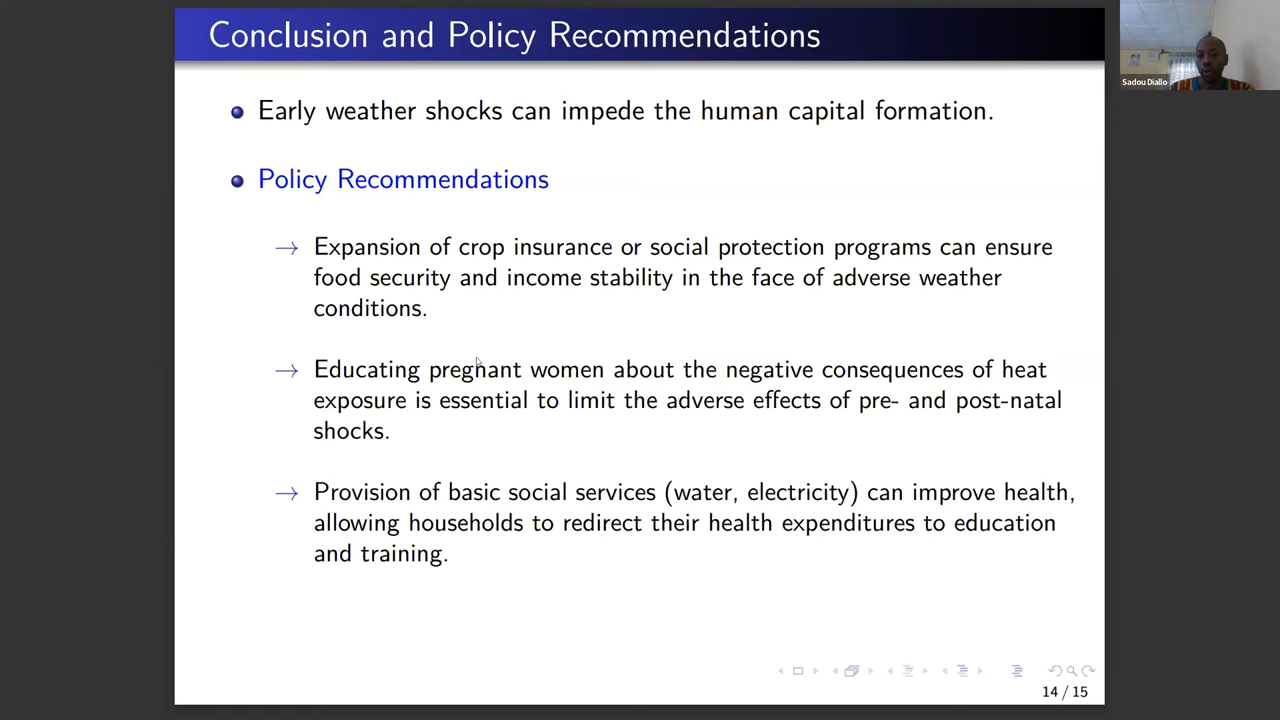 Conclusion and Policy Recommendations
Sadou Diallo
Early weather shocks can impede the human capital formation.
Policy Recommendations
→ Expansion of crop insurance or social protection programs can ensure
food security and income stability in the face of adverse weather
conditions.
→ Educating pregnant women about the negative consequences of heat
exposure is essential to limit the adverse effects of pre- and post-natal
shocks.
→ Provision of basic social services (water, electricity) can improve health,
allowing households to redirect their health expenditures to education
and training.
14 / 15